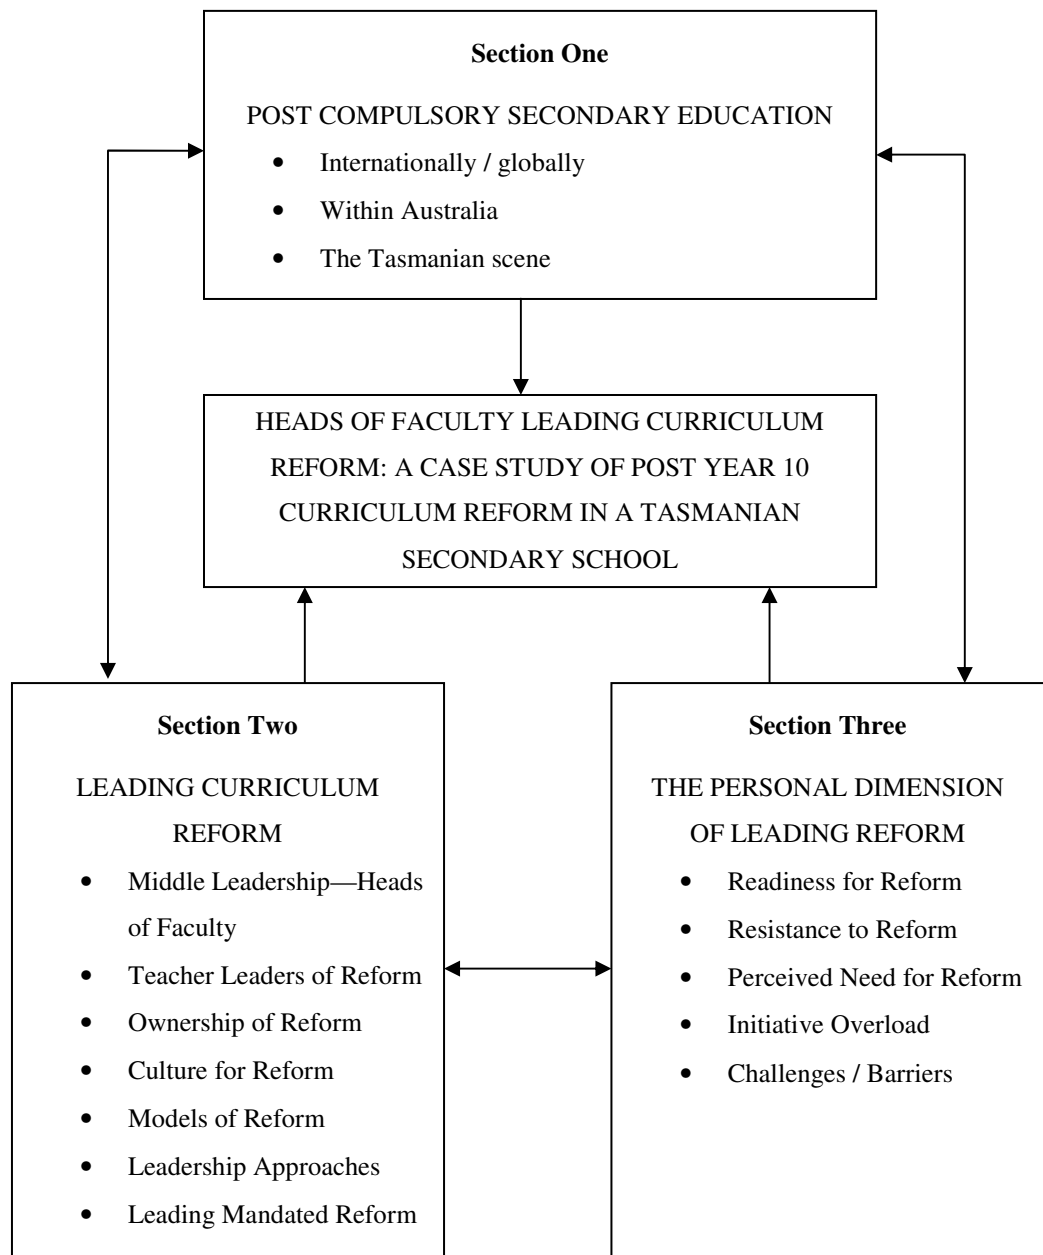 Section One
POST COMPULSORY SECONDARY EDUCATION
• Internationally / globally
• Within Australia
• The Tasmanian scene
HEADS OF FACULTY LEADING CURRICULUM
REFORM: A CASE STUDY OF POST YEAR 10
CURRICULUM REFORM IN A TASMANIAN
SECONDARY SCHOOL
Section Two
LEADING CURRICULUM
REFORM
• Middle Leadership—Heads
of Faculty
• Teacher Leaders of Reform
• Ownership of Reform
• Culture for Reform
• Models of Reform
• Leadership Approaches
• Leading Mandated Reform
Section Three
THE PERSONAL DIMENSION
OF LEADING REFORM
• Readiness for Reform
• Resistance to Reform
• Perceived Need for Reform
• Initiative Overload
• Challenges / Barriers